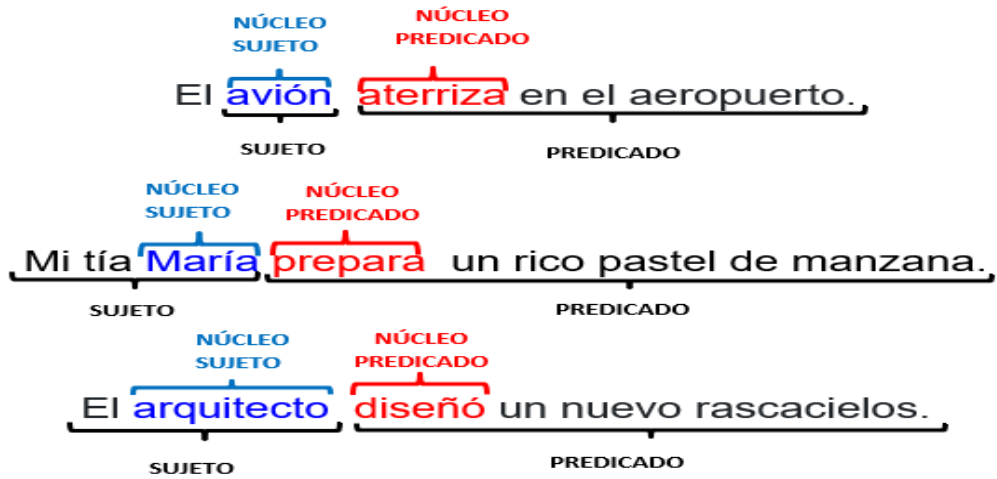 NÚCLEO SUJETO
NÚCLEO PREDICADO
El avión aterriza en el aeropuerto.
SUJETO PREDICADO
NÚCLEO SUJETO
NÚCLEO PREDICADO
Mi tía María prepara un rico pastel de manzana.
SUJETO PREDICADO
NÚCLEO SUJETO
NÚCLEO PREDICADO
El arquitecto diseñó un nuevo rascacielos.
SUJETO PREDICADO